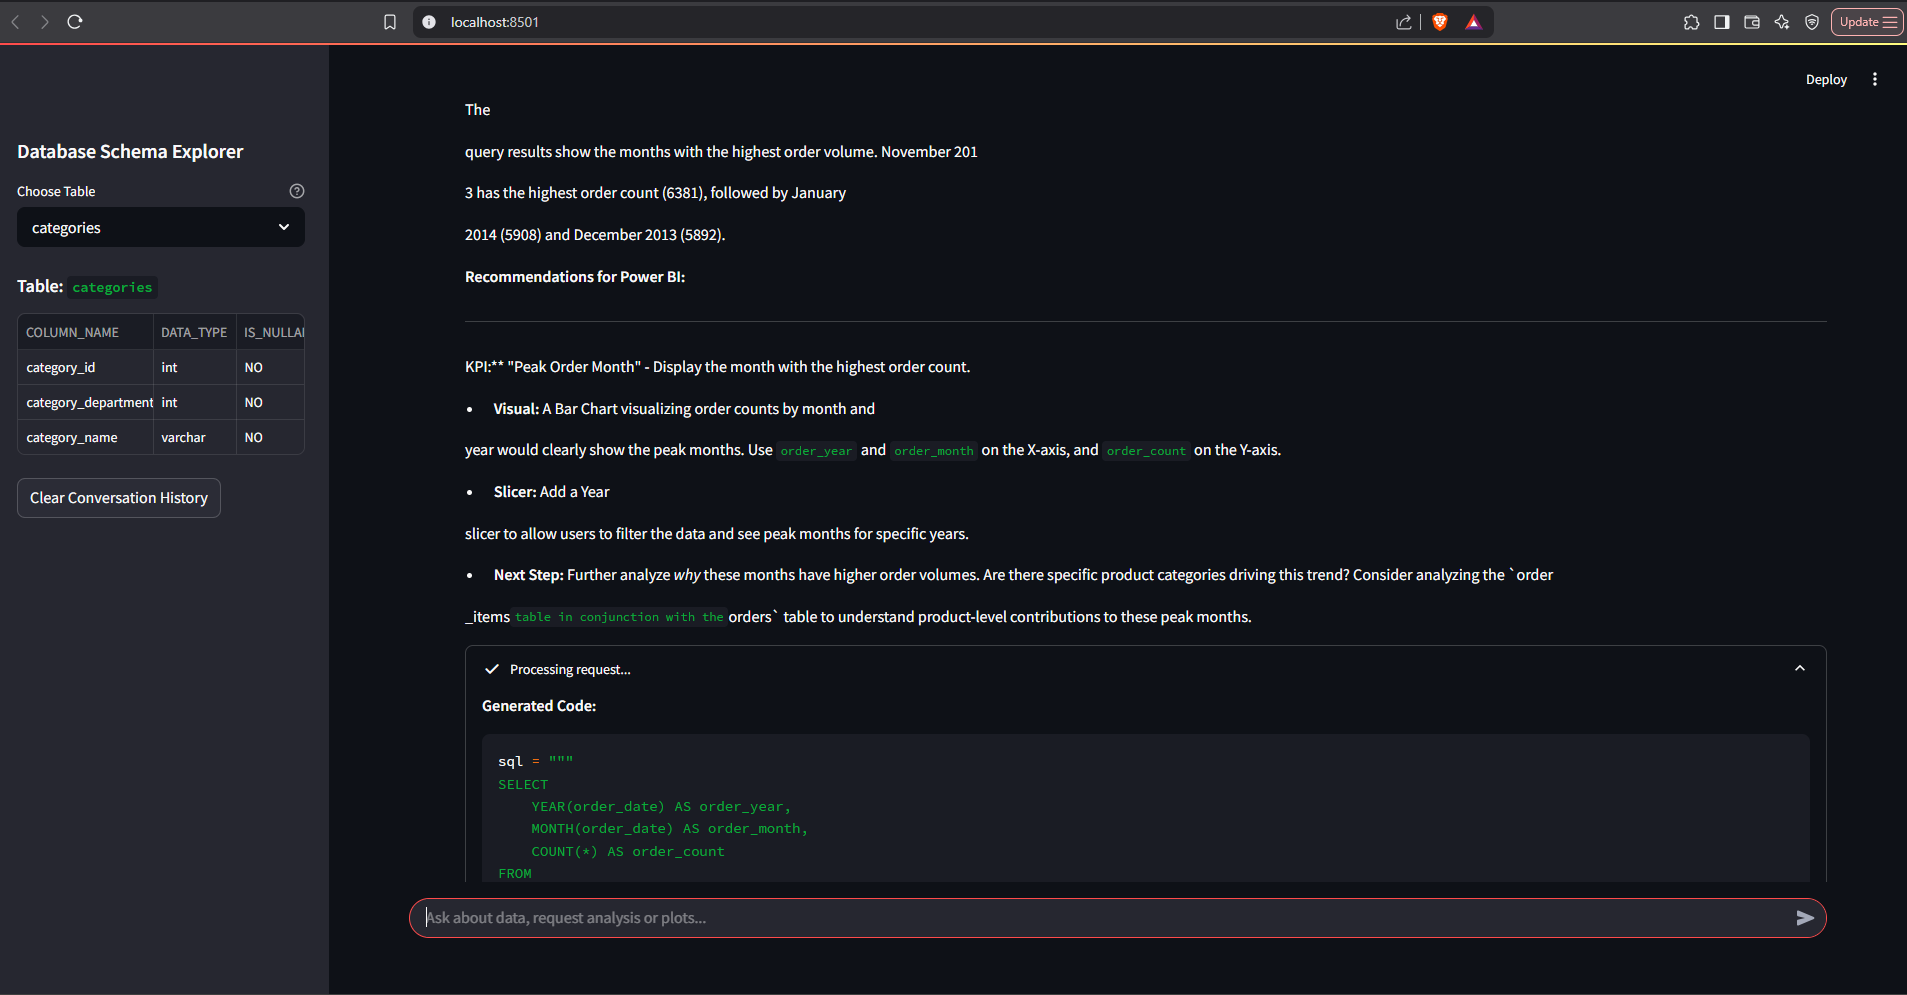 localhost:8501
Update
Deploy
Database Schema Explorer
Choose Table
categories
Table: categories
COLUMN_NAME DATA_TYPE IS_NULLA
category_id int NO
category_department int NO
category_name varchar NO
Clear Conversation History
The
query results show the months with the highest order volume. November 201
3 has the highest order count (6381), followed by January
2014 (5908) and December 2013 (5892).
Recommendations for Power BI:
KPI:** "Peak Order Month" - Display the month with the highest order count.
• Visual: A Bar Chart visualizing order counts by month and
year would clearly show the peak months. Use order_year and order_month on the X-axis, and order_count on the Y-axis.
• Slicer: Add a Year
slicer to allow users to filter the data and see peak months for specific years.
• Next Step: Further analyze why these months have higher order volumes. Are there specific product categories driving this trend? Consider analyzing the `order
_items table in conjunction with the orders` table to understand product-level contributions to these peak months.
Processing request...
Generated Code:
sql = """
SELECT
YEAR(order_date) AS order_year,
MONTH(order_date) AS order_month,
COUNT(*) AS order_count
FROM
Ask about data, request analysis or plots...